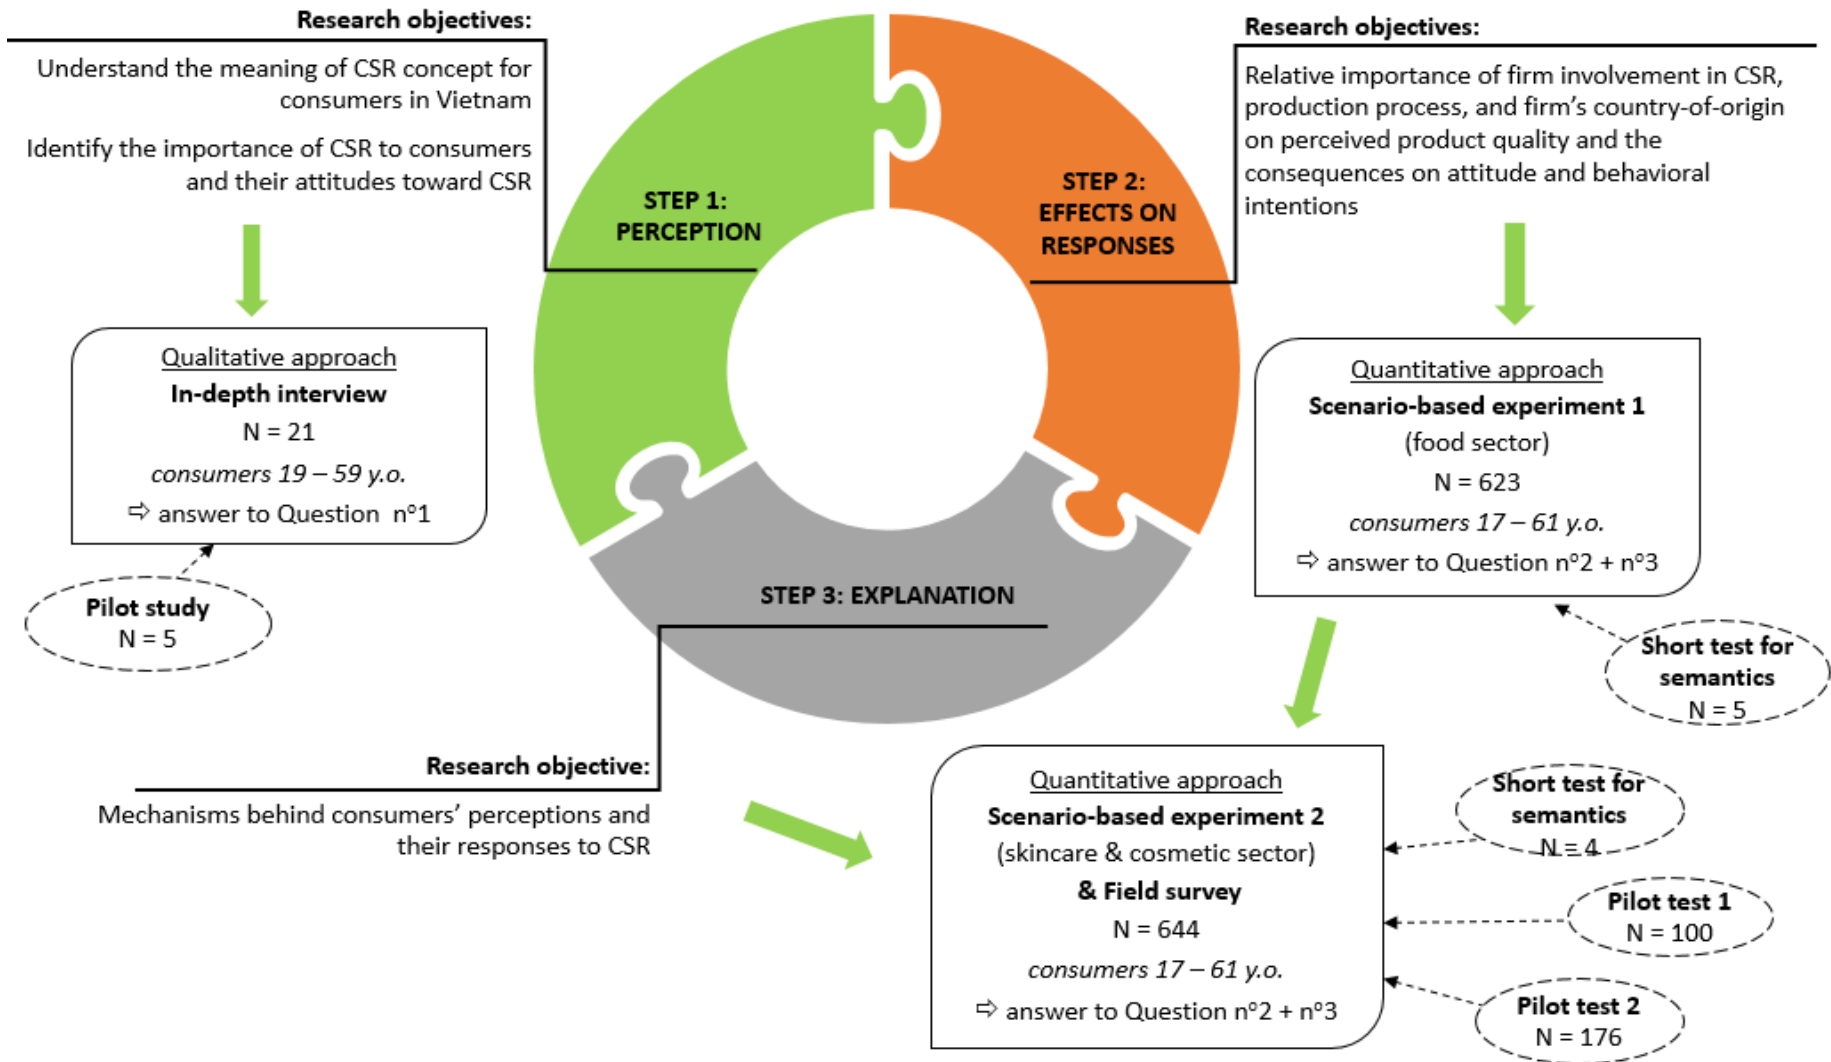 Research objectives:
Understand the meaning of CSR concept for
consumers in Vietnam
Identify the importance of CSR to consumers
and their attitudes toward CSR
STEP 1:
PERCEPTION
Qualitative approach
In-depth interview
N = 21
consumers 19 – 59 y.o.
⇨ answer to Question nº1
Pilot study
N = 5
Research objectives:
Relative importance of firm involvement in CSR,
production process, and firm’s country-of-origin
on perceived product quality and the
consequences on attitude and behavioral
intentions
STEP 2:
EFFECTS ON
RESPONSES
Quantitative approach
Scenario-based experiment 1
(food sector)
N = 623
consumers 17 – 61 y.o.
⇨ answer to Question nº2 + nº3
Short test for
semantics
N = 5
STEP 3: EXPLANATION
Research objective:
Mechanisms behind consumers’ perceptions and
their responses to CSR
Quantitative approach
Scenario-based experiment 2
(skincare & cosmetic sector)
& Field survey
N = 644
consumers 17 – 61 y.o.
⇨ answer to Question nº2 + nº3
Short test for
semantics
N = 4
Pilot test 1
N = 100
Pilot test 2
N = 176